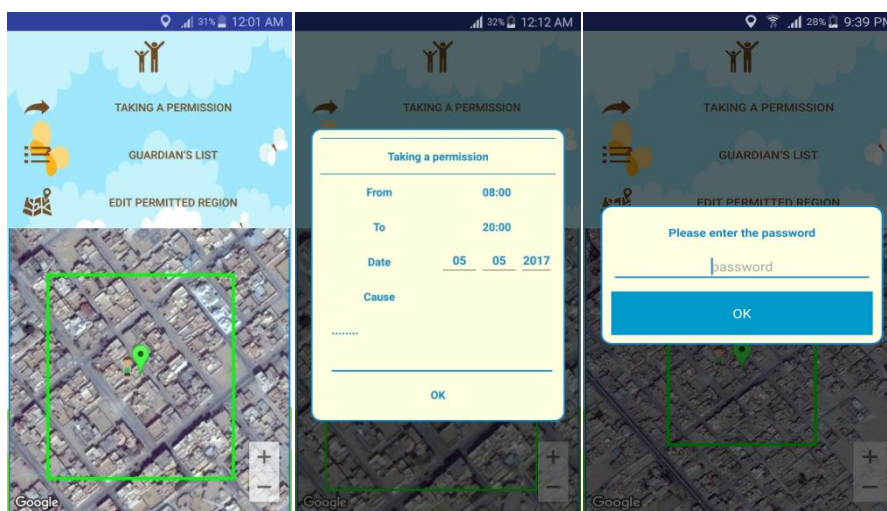 31% 12:01 AM
TAKING A PERMISSION
GUARDIAN'S LIST
EDIT PERMITTED REGION
+
−
Google
32% 12:12 AM
TAKING A PERMISSION
Taking a permission
From 08:00
To 20:00
Date 05 05 2017
Cause
........
OK
+
−
Google
28% 9:39 PM
TAKING A PERMISSION
GUARDIAN'S LIST
EDIT PERMITTED REGION
Please enter the password
password
OK
+
−
Google